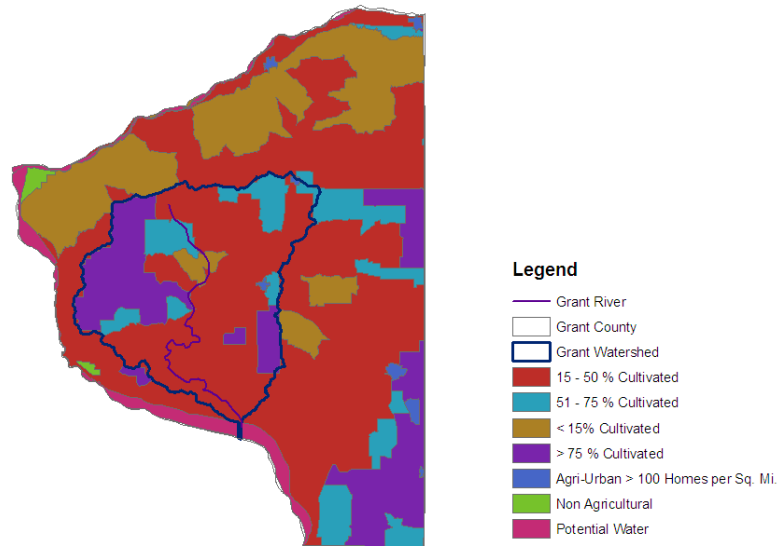 Legend
Grant River
Grant County
Grant Watershed
15 - 50 % Cultivated
51 - 75 % Cultivated
< 15% Cultivated
> 75 % Cultivated
Agri-Urban > 100 Homes per Sq. Mi.
Non Agricultural
Potential Water